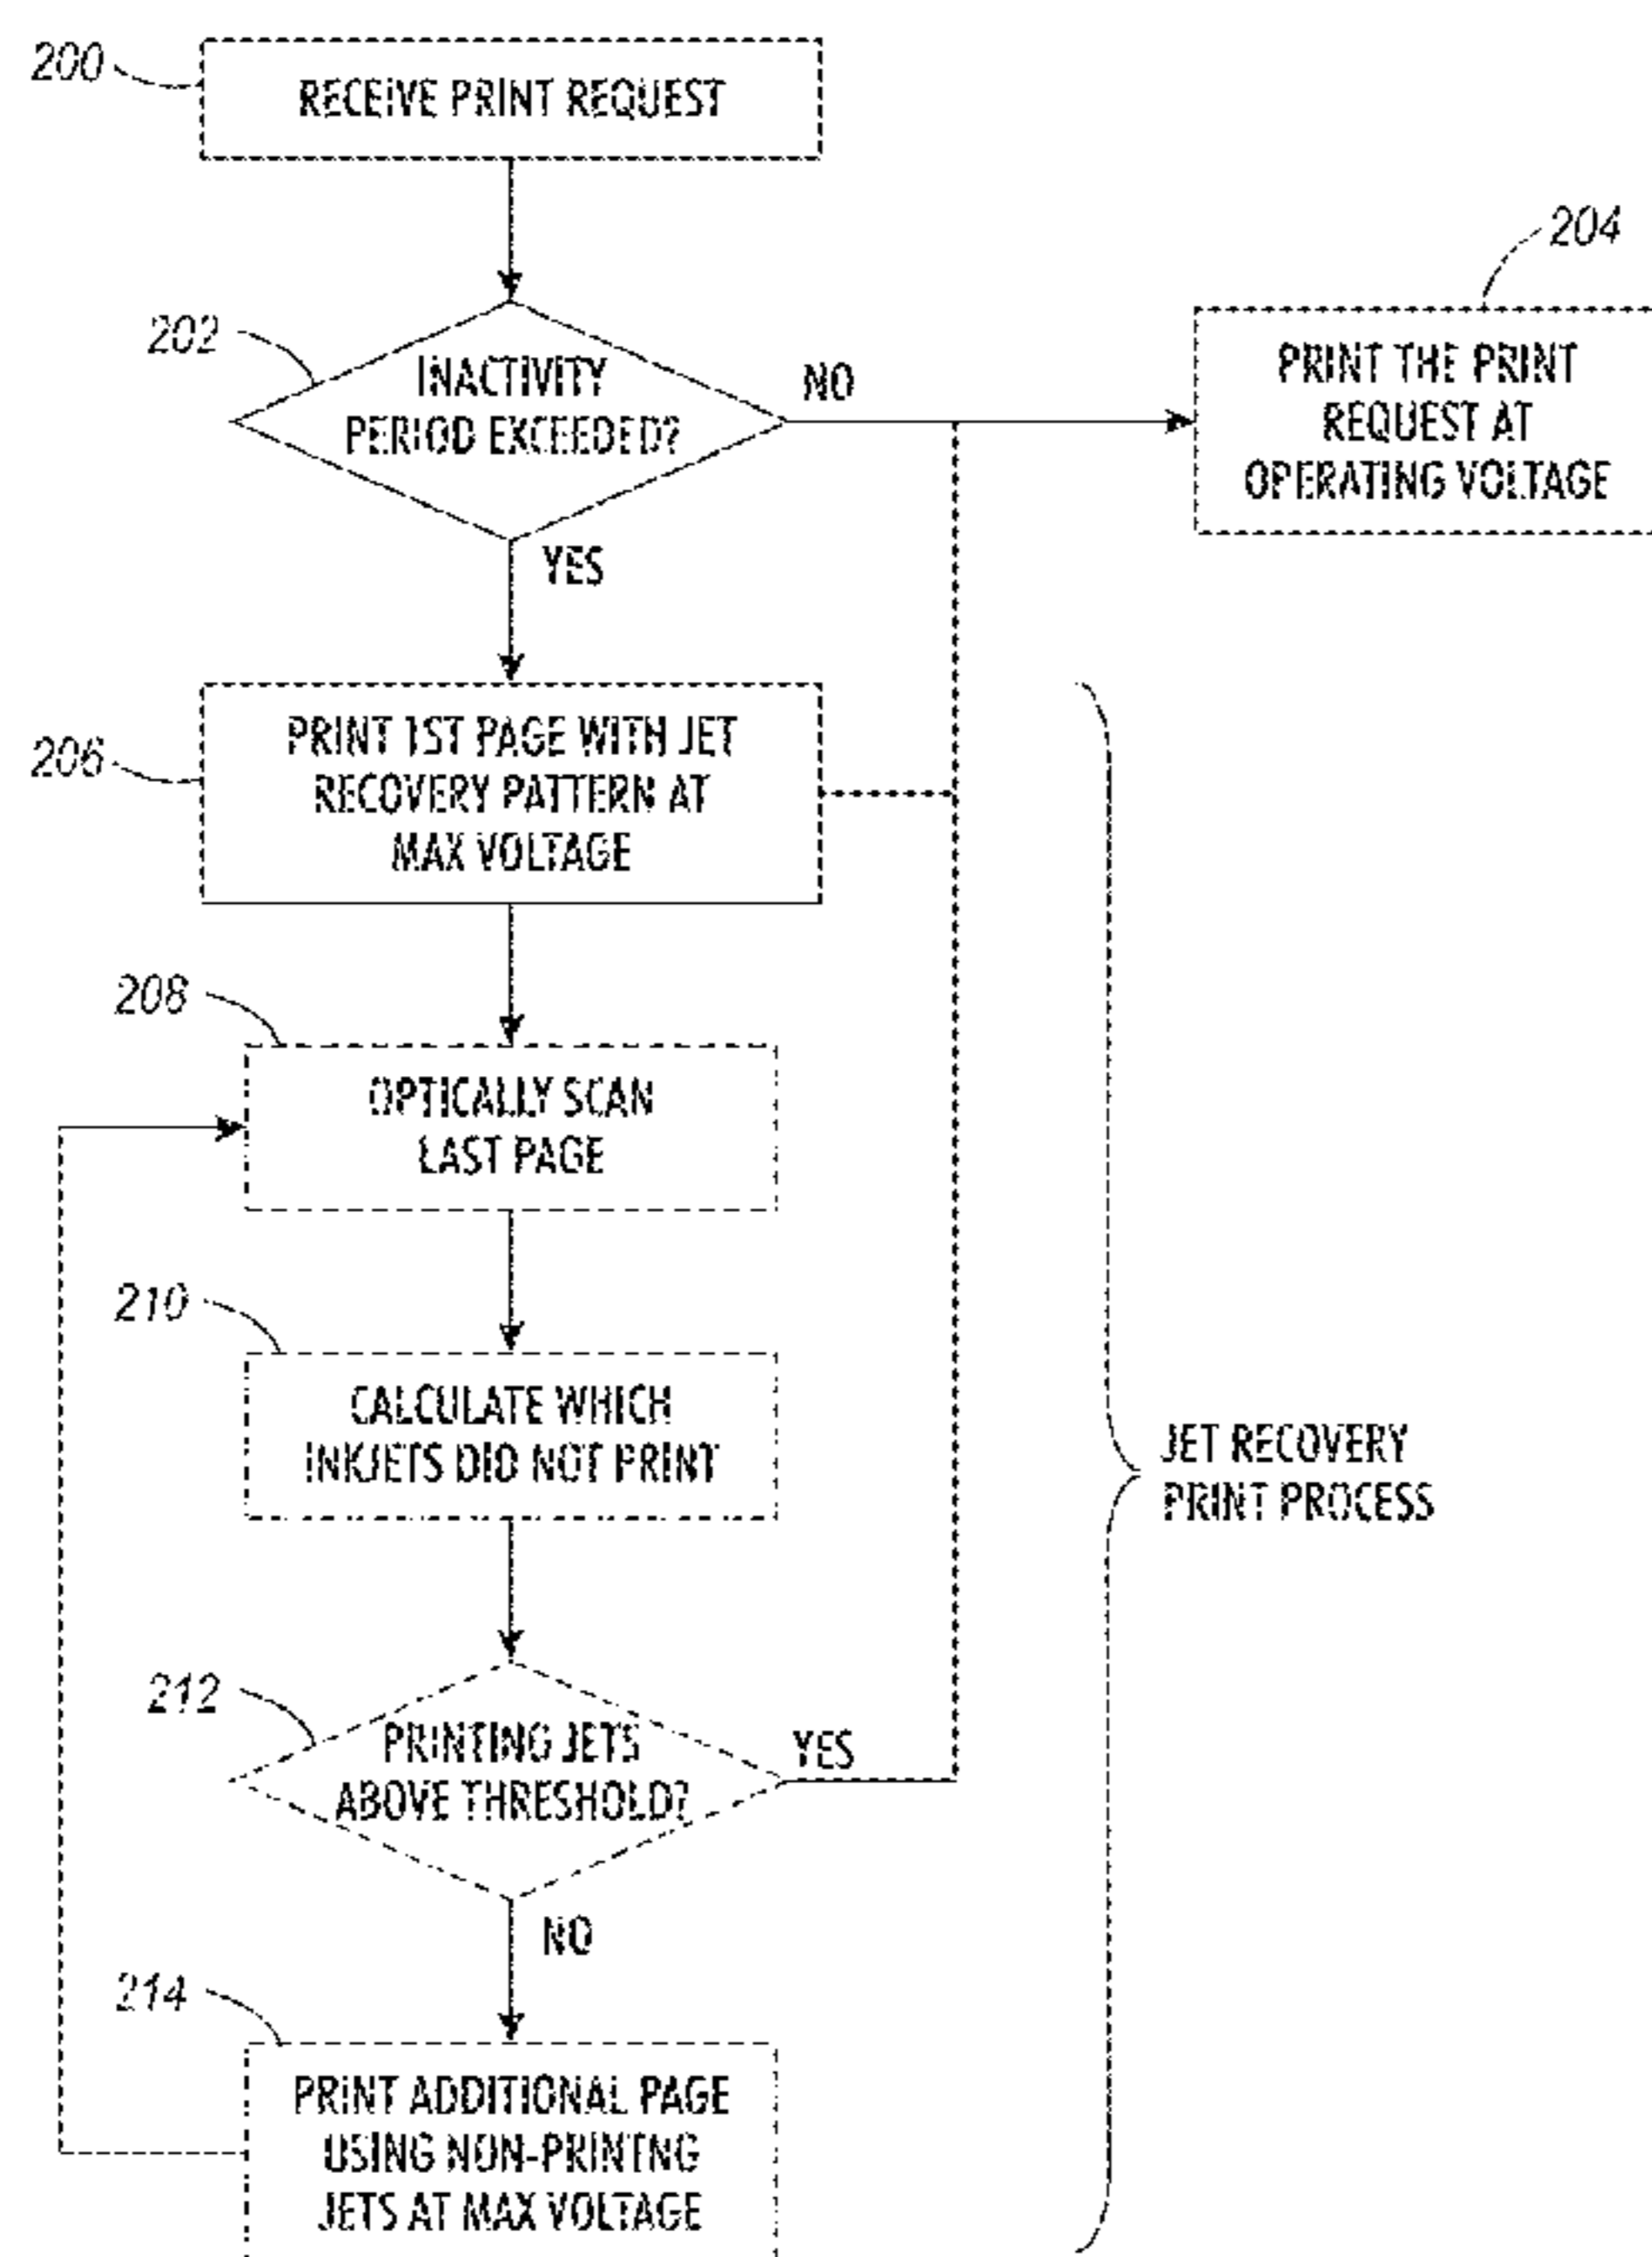 200
RECEIVE PRINT REQUEST
204
202
INACTIVITY
PERIOD EXCEEDED?
NO
PRINT THE PRINT
REQUEST AT
OPERATING VOLTAGE
YES
206
PRINT 1ST PAGE WITH JET
RECOVERY PATTERN AT
MAX VOLTAGE
208
OPTICALLY SCAN
LAST PAGE
210
CALCULATE WHICH
INKJETS DID NOT PRINT
JET RECOVERY
PRINT PROCESS
212
PRINTING JETS
ABOVE THRESHOLD?
YES
NO
214
PRINT ADDITIONAL PAGE
USING NON-PRINTNG
JETS AT MAX VOLTAGE